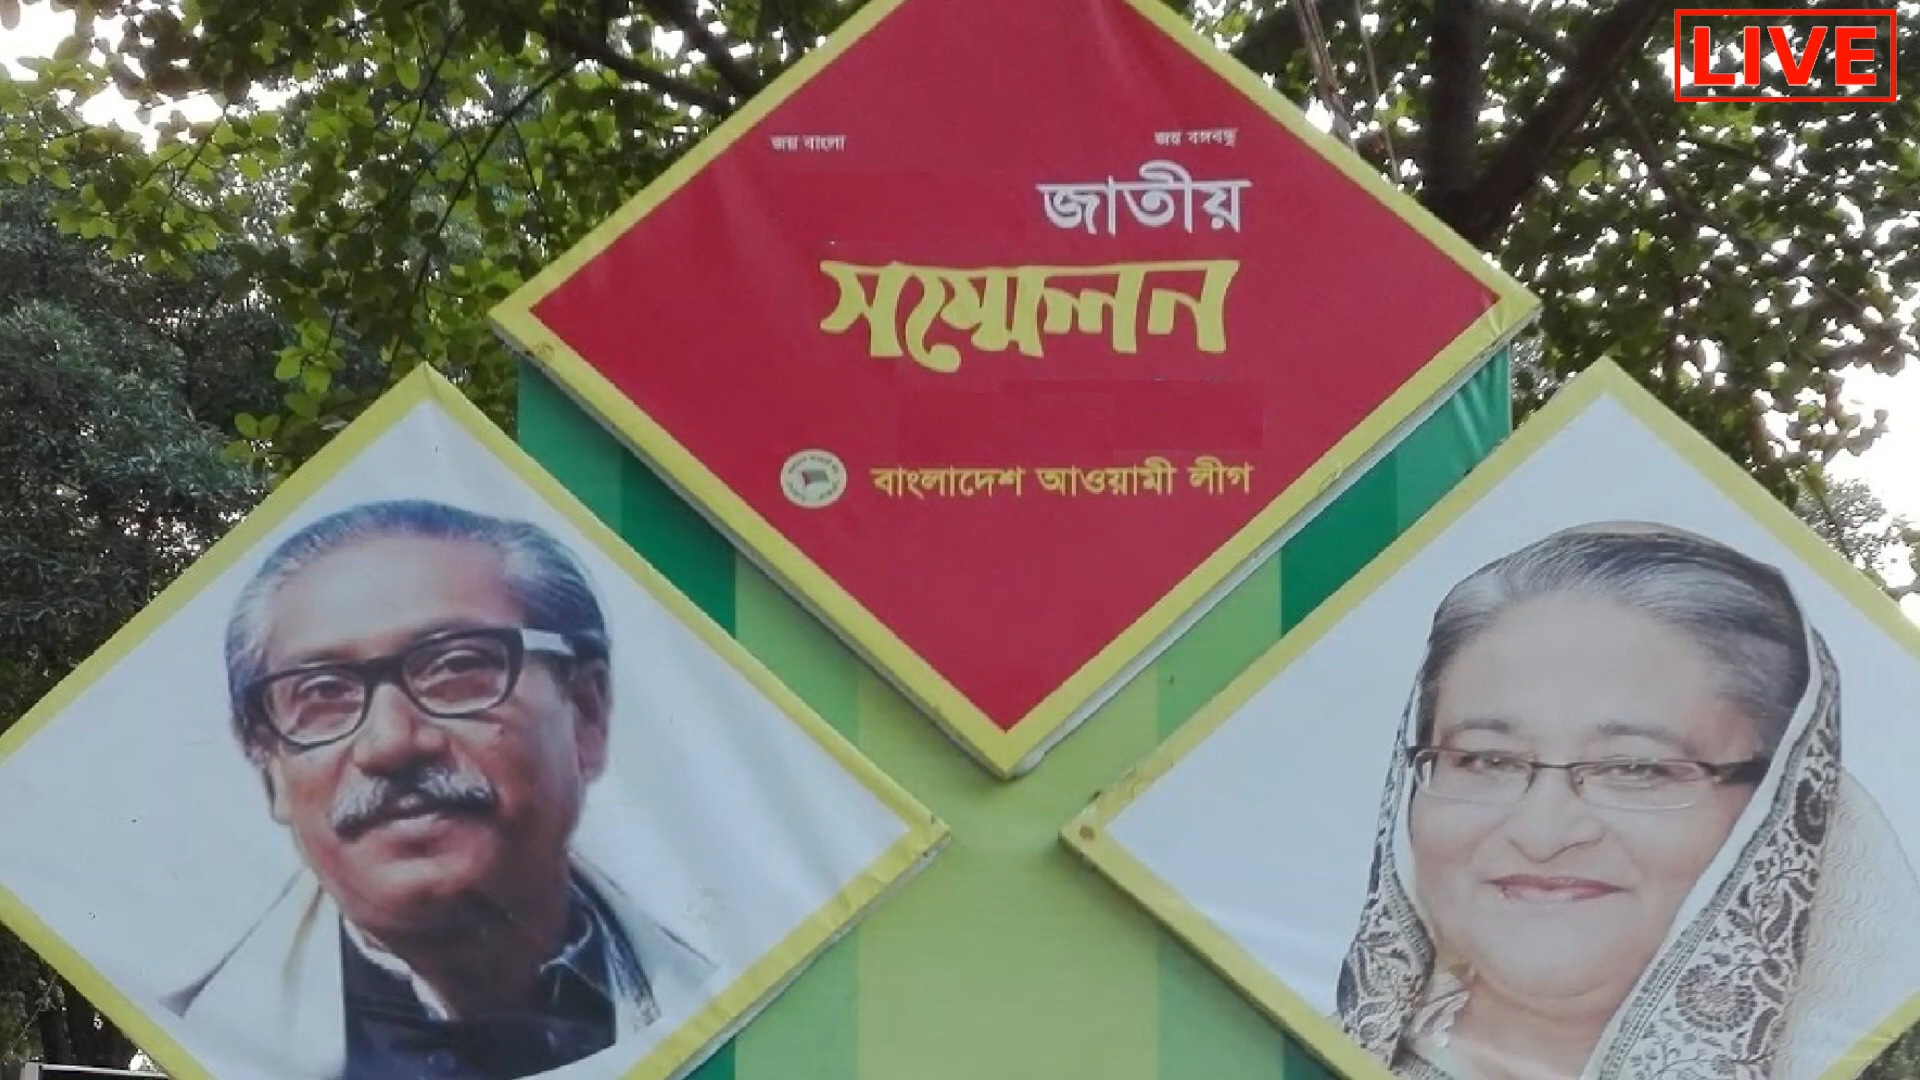 LIVE
জয় বাংলা
জয় বঙ্গবন্ধু
জাতীয়
সম্মেলন
বাংলাদেশ আওয়ামী লীগ